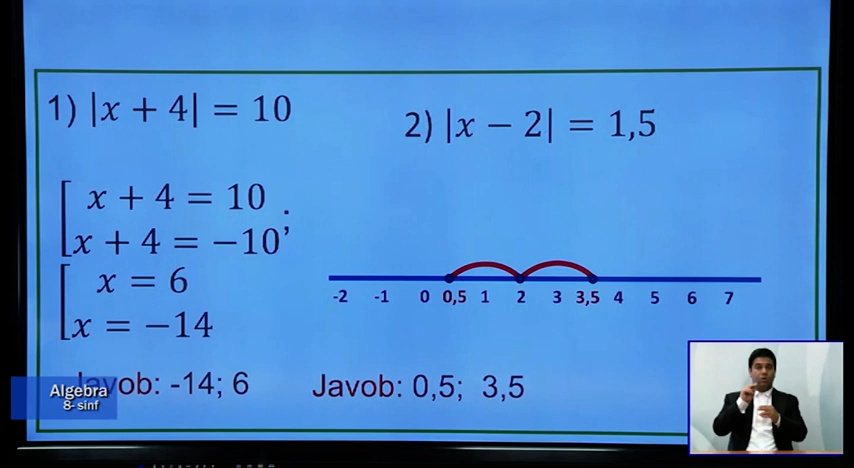 1) |x + 4| = 10
x + 4 = 10
x + 4 = −10;
x = 6
x = −14
Javob: -14; 6
2) |x − 2| = 1,5
-2 -1 0 0,5 1 2 3 3,5 4 5 6 7
Javob: 0,5; 3,5
Algebra
8- sinf